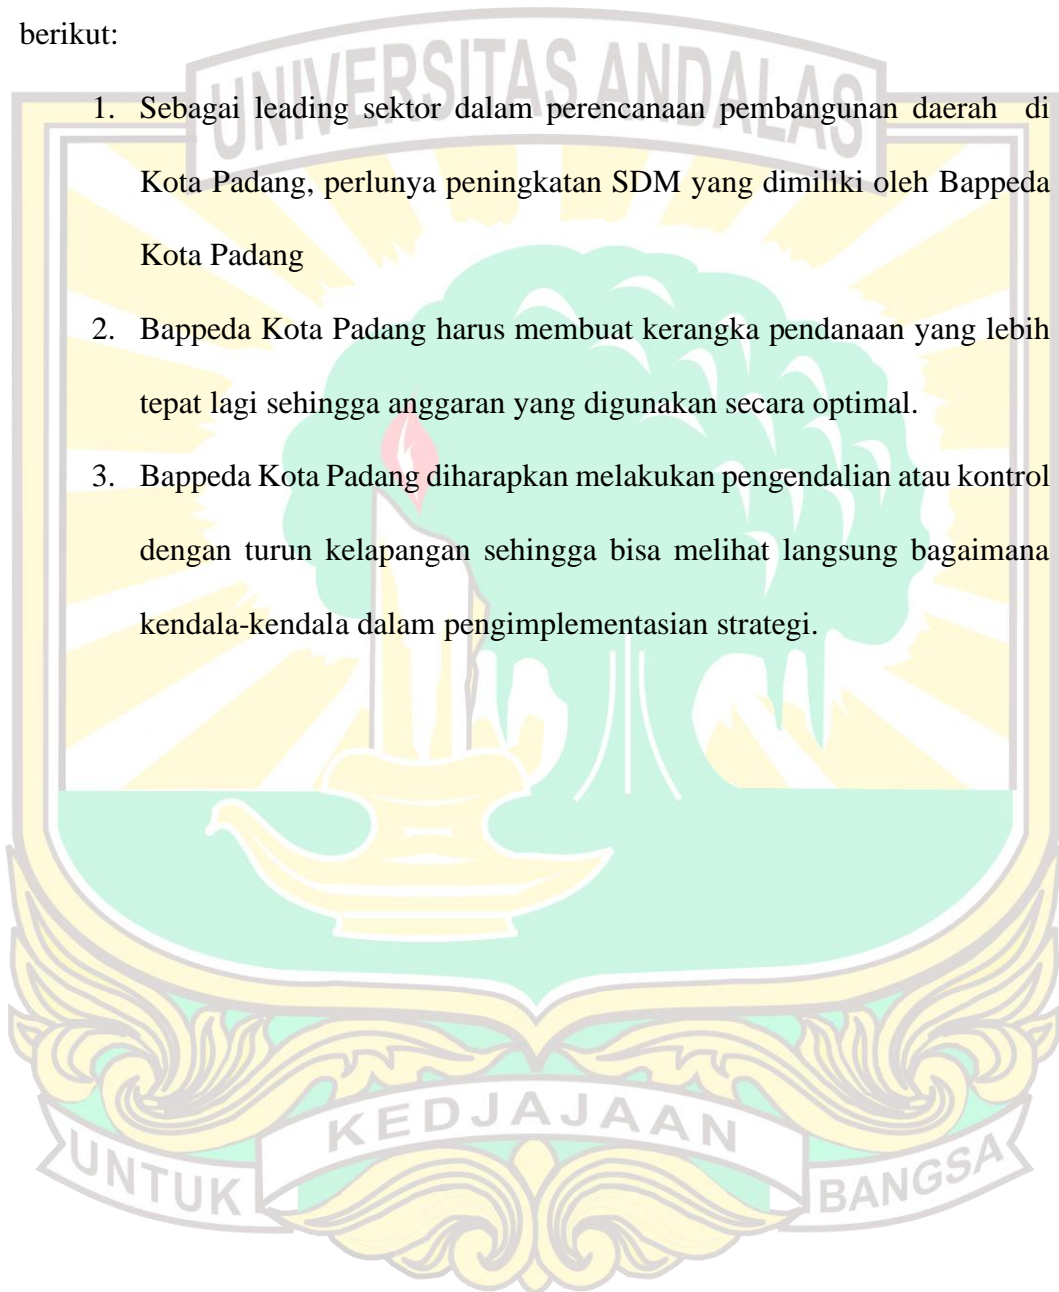 berikut:
UNIVERSITAS ANDALAS
1. Sebagai leading sektor dalam perencanaan pembangunan daerah di
Kota Padang, perlunya peningkatan SDM yang dimiliki oleh Bappeda
Kota Padang
2. Bappeda Kota Padang harus membuat kerangka pendanaan yang lebih
tepat lagi sehingga anggaran yang digunakan secara optimal.
3. Bappeda Kota Padang diharapkan melakukan pengendalian atau kontrol
dengan turun kelapangan sehingga bisa melihat langsung bagaimana
kendala-kendala dalam pengimplementasian strategi.
UNTUK KEDJAJAAN BANGSA